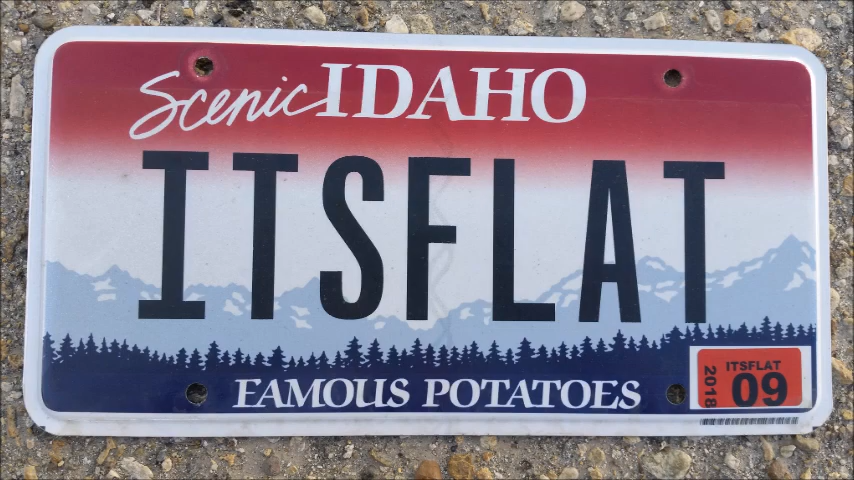 Scenic IDAHO
ITSFLAT
FAMOUS POTATOES
ITSFLAT
2018
09